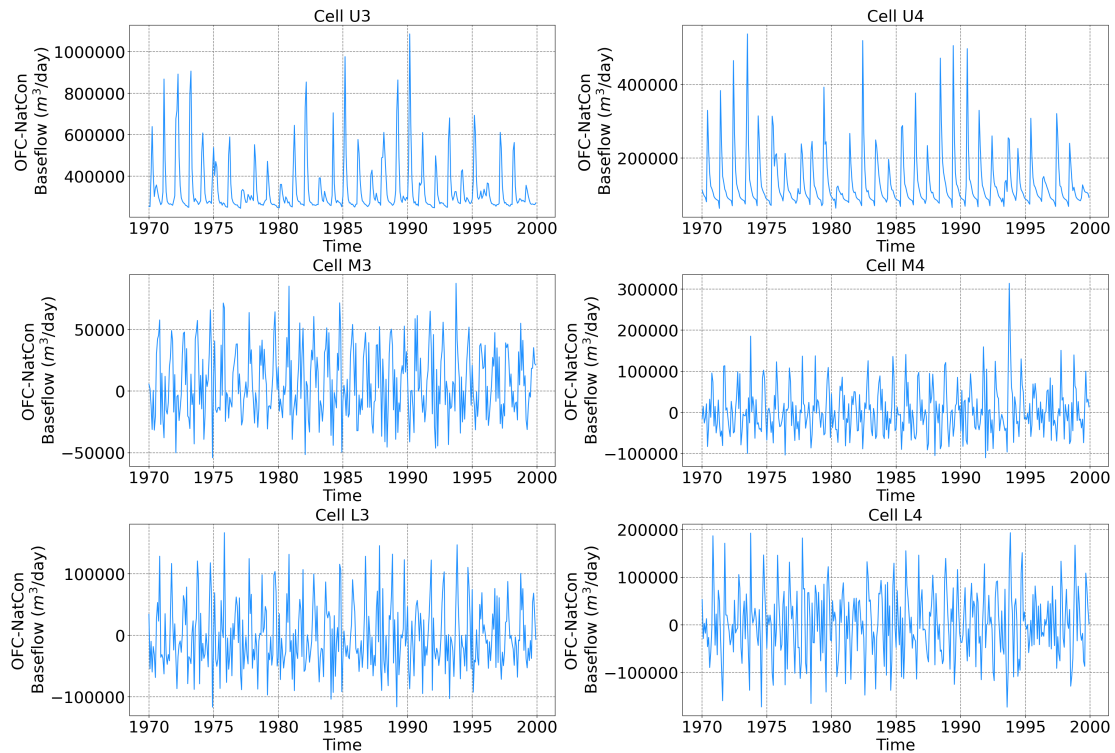 Cell U3
OFC-NatCon
Baseflow (m³/day)
1000000
800000
600000
400000
1970 1975 1980 1985 1990 1995 2000
Time
Cell U4
OFC-NatCon
Baseflow (m³/day)
400000
200000
1970 1975 1980 1985 1990 1995 2000
Time
Cell M3
OFC-NatCon
Baseflow (m³/day)
50000
0
−50000
1970 1975 1980 1985 1990 1995 2000
Time
Cell M4
OFC-NatCon
Baseflow (m³/day)
300000
200000
100000
0
−100000
1970 1975 1980 1985 1990 1995 2000
Time
Cell L3
OFC-NatCon
Baseflow (m³/day)
100000
0
−100000
1970 1975 1980 1985 1990 1995 2000
Time
Cell L4
OFC-NatCon
Baseflow (m³/day)
200000
100000
0
−100000
1970 1975 1980 1985 1990 1995 2000
Time